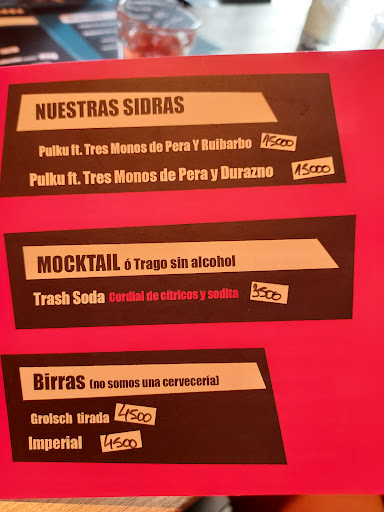 NUESTRAS SIDRAS
Pulku ft. Tres Monos de Pera Y Ruibarbo 15000
Pulku ft. Tres Monos de Pera y Durazno 15000
MOCKTAIL ó Trago sin alcohol
Trash Soda Cordial de cítricos y sodita 3500
Birras (no somos una cervecería)
Grolsch tirada 4500
Imperial 4500